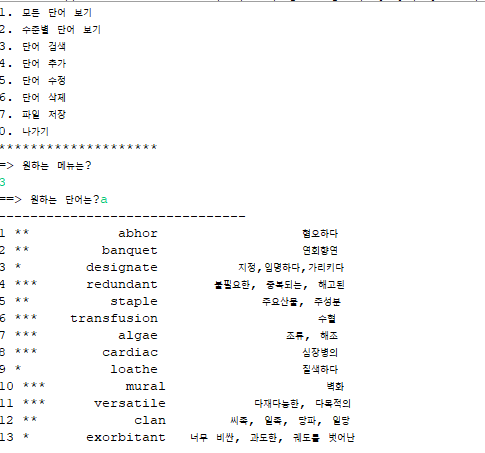 1. 모든 단어 보기
2. 수준별 단어 보기
3. 단어 검색
4. 단어 추가
5. 단어 수정
6. 단어 삭제
7. 파일 저장
0. 나가기
********************
=> 원하는 메뉴는?
3
==> 원하는 단어는?a
-------------------------------
1 ** abhor 혐오하다
2 ** banquet 연회향연
3 * designate 지정,임명하다,가리키다
4 *** redundant 불필요한, 중복되는, 해고된
5 ** staple 주요산물, 주성분
6 *** transfusion 수혈
7 *** algae 조류, 해조
8 *** cardiac 심장병의
9 * loathe 질색하다
10 *** mural 벽화
11 *** versatile 다재다능한, 다목적의
12 ** clan 씨족, 일족, 당파, 일당
13 * exorbitant 너무 비싼, 과도한, 궤도를 벗어난